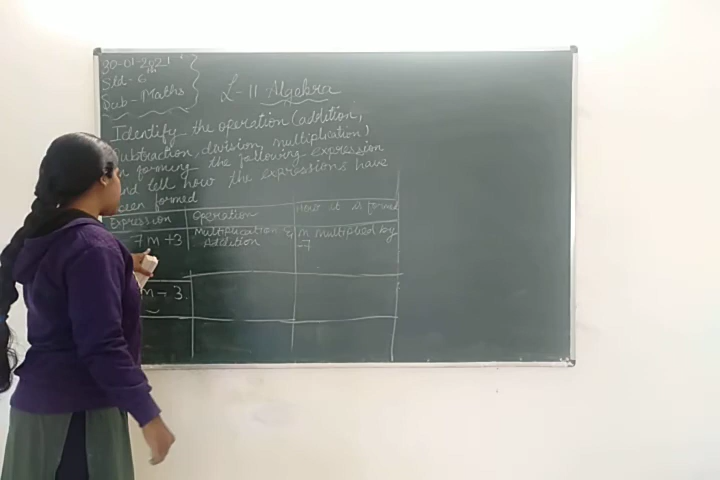 30-01-2021
Std- 6th
Sub- Maths
L-11 Algebra
Identify the operation (addition,
subtraction, division, multiplication)
forming the following expression
and tell how the expressions have
been formed
Expression Operation How it is formed
7m +3 Multiplication & Addition m multiplied by -7
m - 3.